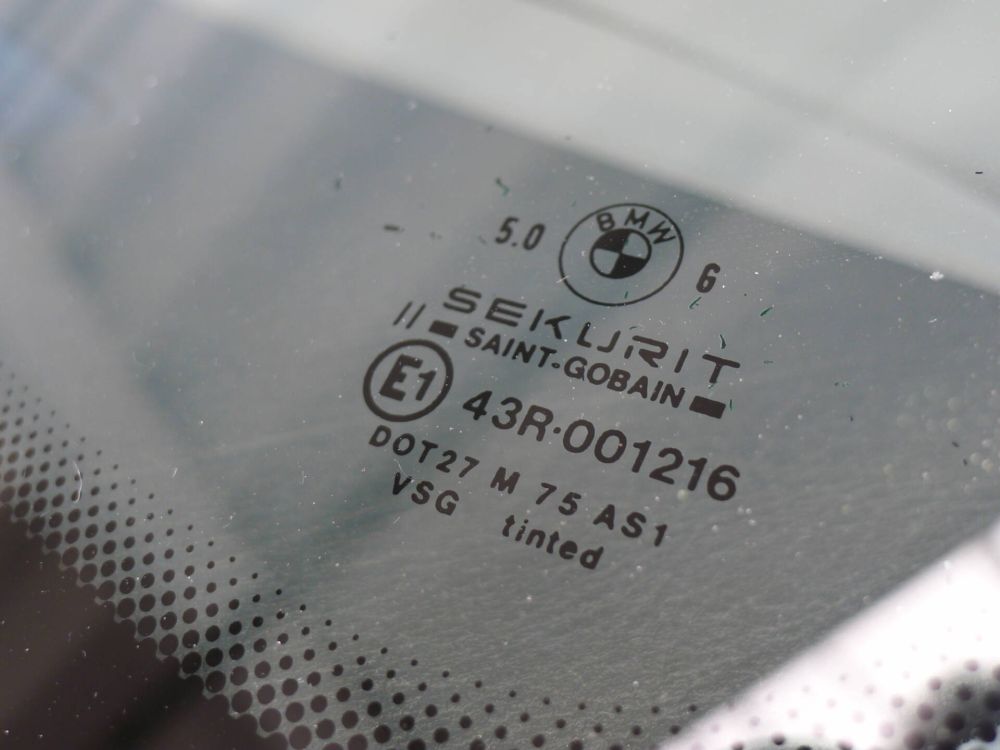 5.0 BMW 6
SEKURIT
SAINT-GOBAIN
E1 43R-001216
DOT27 M 75 AS1
VSG tinted